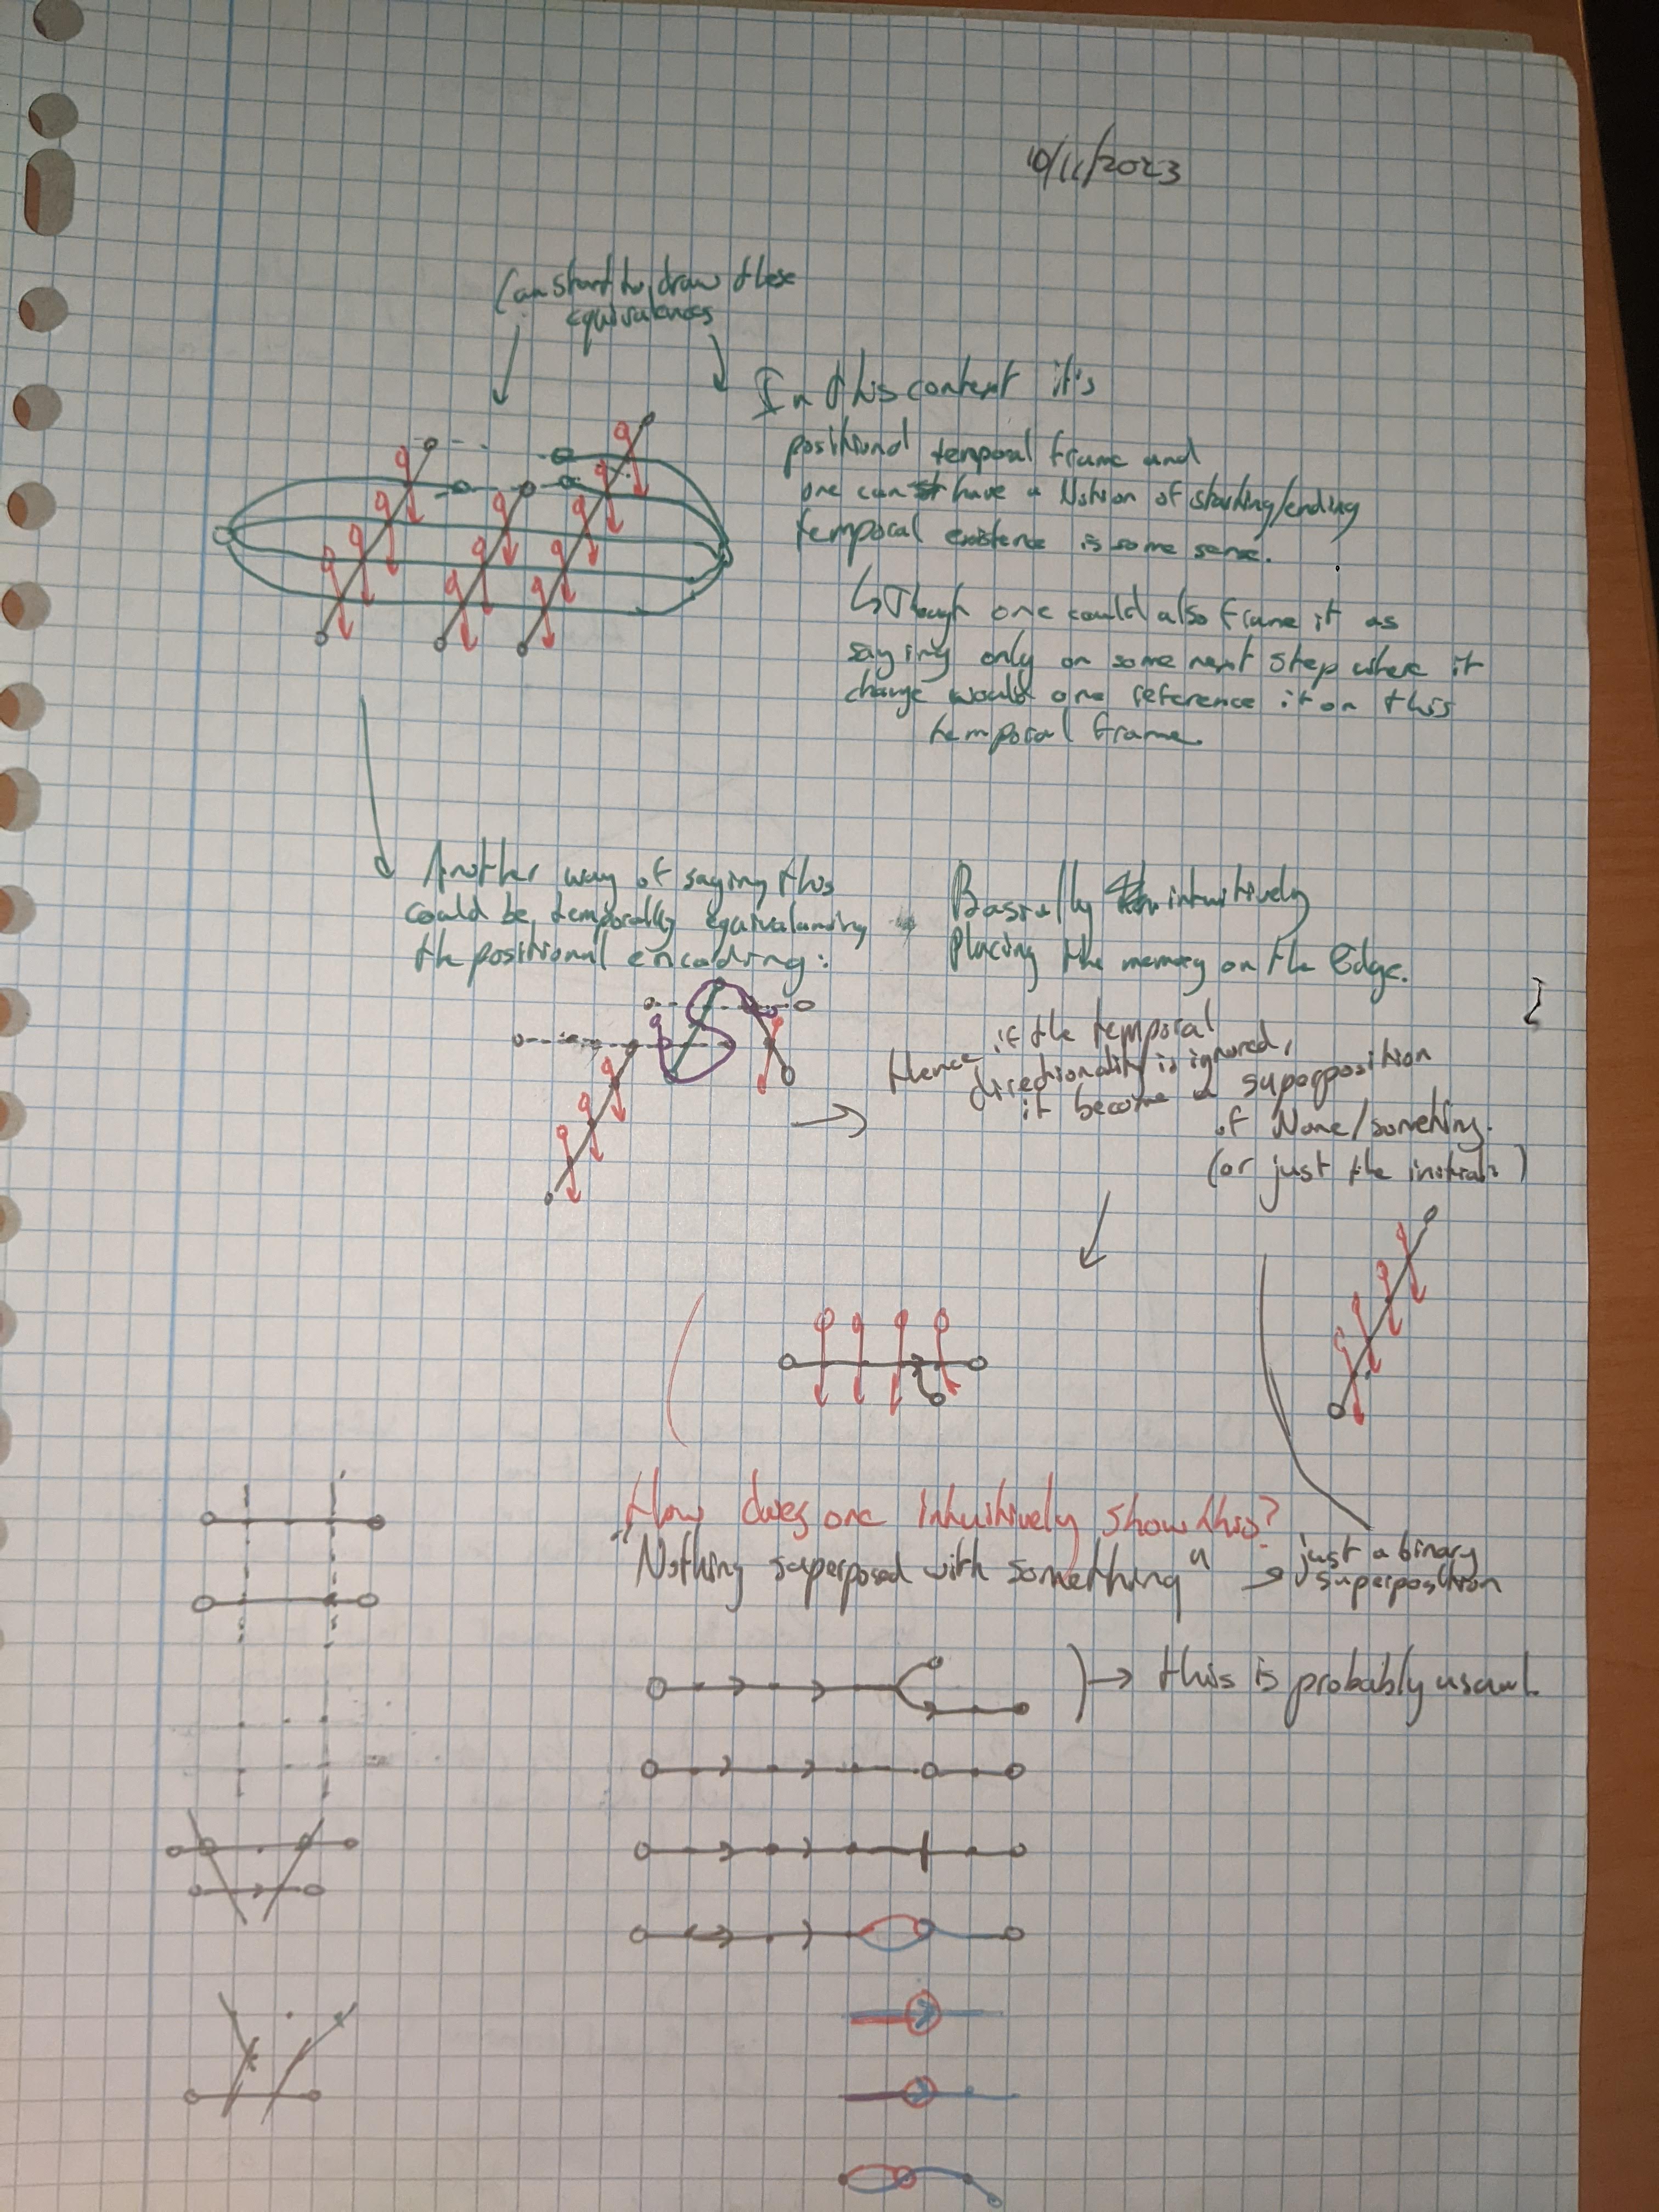 10/11/2023
Can start to draw these
equivalences
In this context it's
positional temporal frame and
one can have a Notion of starting/ending
temporal existence is some sense.
Though one could also frame it as
saying only on some next step where it
change would one reference it on this
temporal frame.
Another way of saying this
could be, temporally equivalencing
the positional encoding:
Basically intuitively
Placing the memory on the Edge.
Hence if the temporal
directionality is ignored,
it become a superposition
of None/something.
(or just the )
How does one intuitively show this?
"Nothing superposed with something"
just a binary
superposition
this is probably usual.